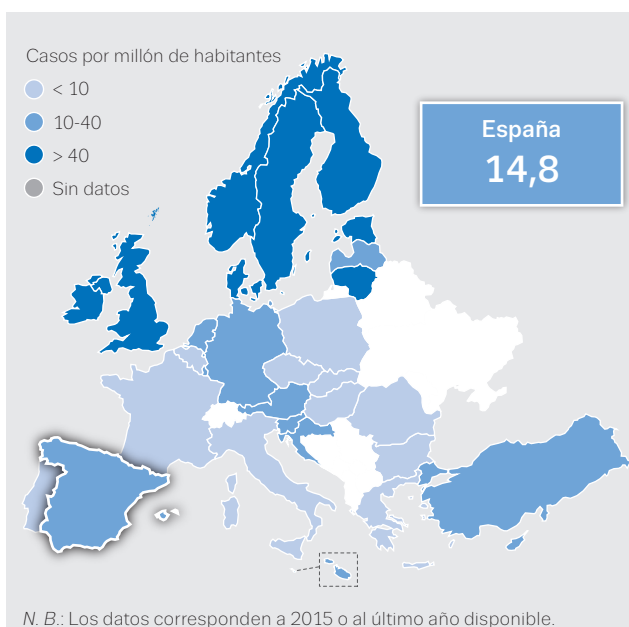 Casos por millón de habitantes
< 10
10-40
> 40
Sin datos
España
14,8
N. B.: Los datos corresponden a 2015 o al último año disponible.